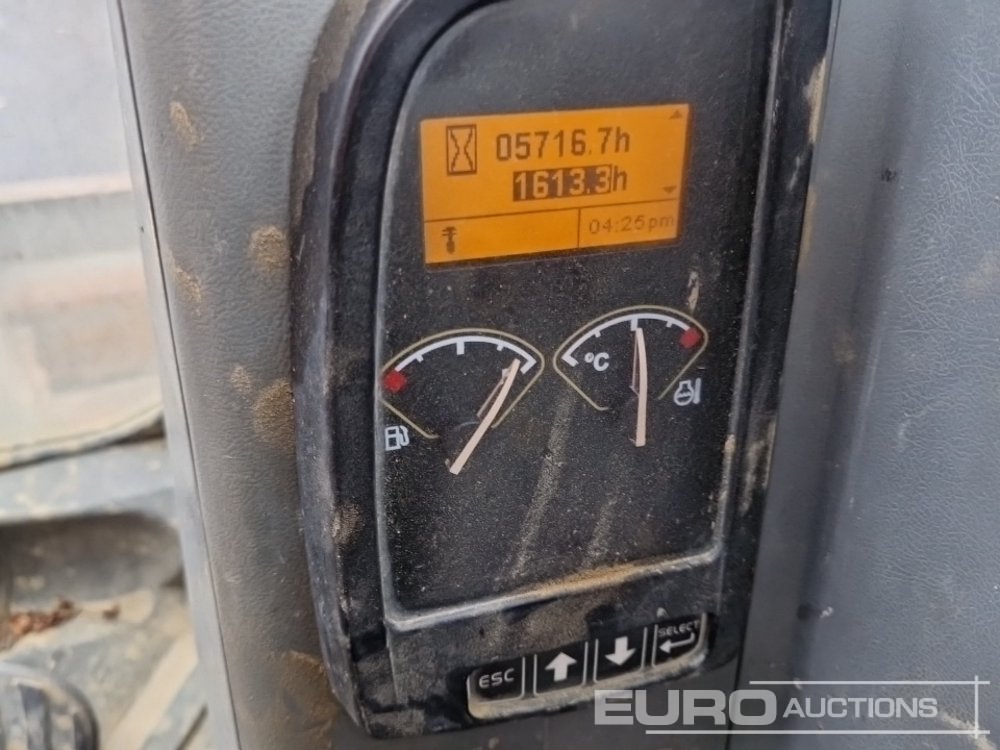 05716.7h
1613.3h
04:25pm
°C
ESC
SELECT
EURO AUCTIONS